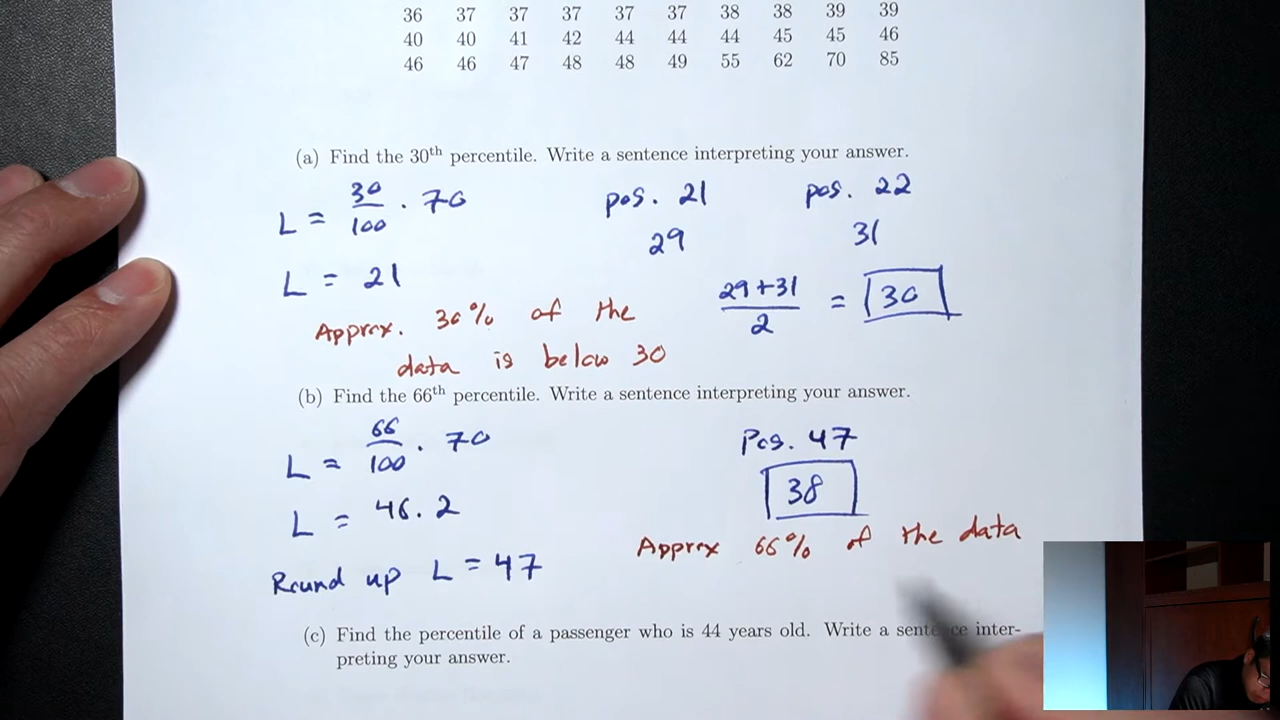 36 37 37 37 37 37 38 38 39 39
40 40 41 42 44 44 44 45 45 46
46 46 47 48 48 49 55 62 70 85
(a) Find the 30th percentile. Write a sentence interpreting your answer.
L = 30/100 · 70
pos. 21
pos. 22
29
31
L = 21
29+31/2 = 30
Approx. 30% of the
data is below 30
(b) Find the 66th percentile. Write a sentence interpreting your answer.
L = 66/100 · 70
Pos. 47
L = 46.2
38
Approx 66% of the data
Round up L = 47
(c) Find the percentile of a passenger who is 44 years old. Write a sentence inter-
preting your answer.